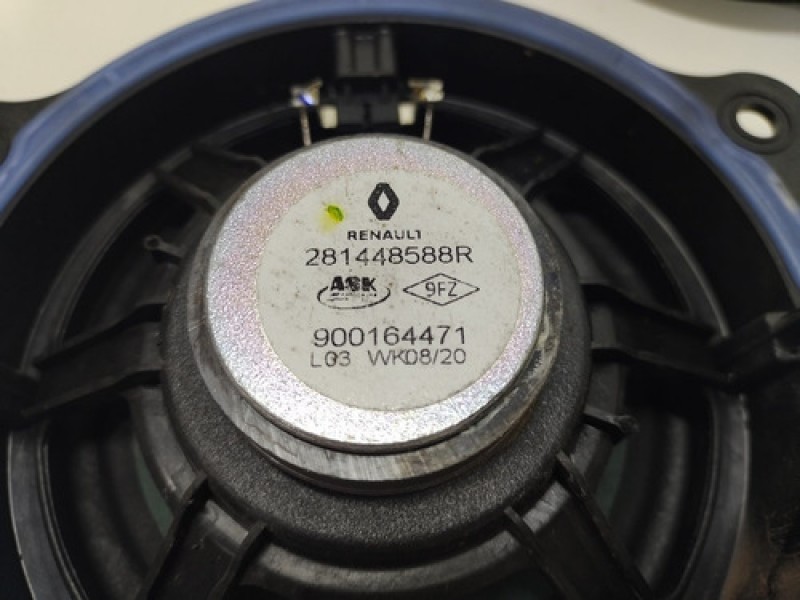 RENAULT
281448588R
ASK 9FZ
900164471
L03 WK08/20